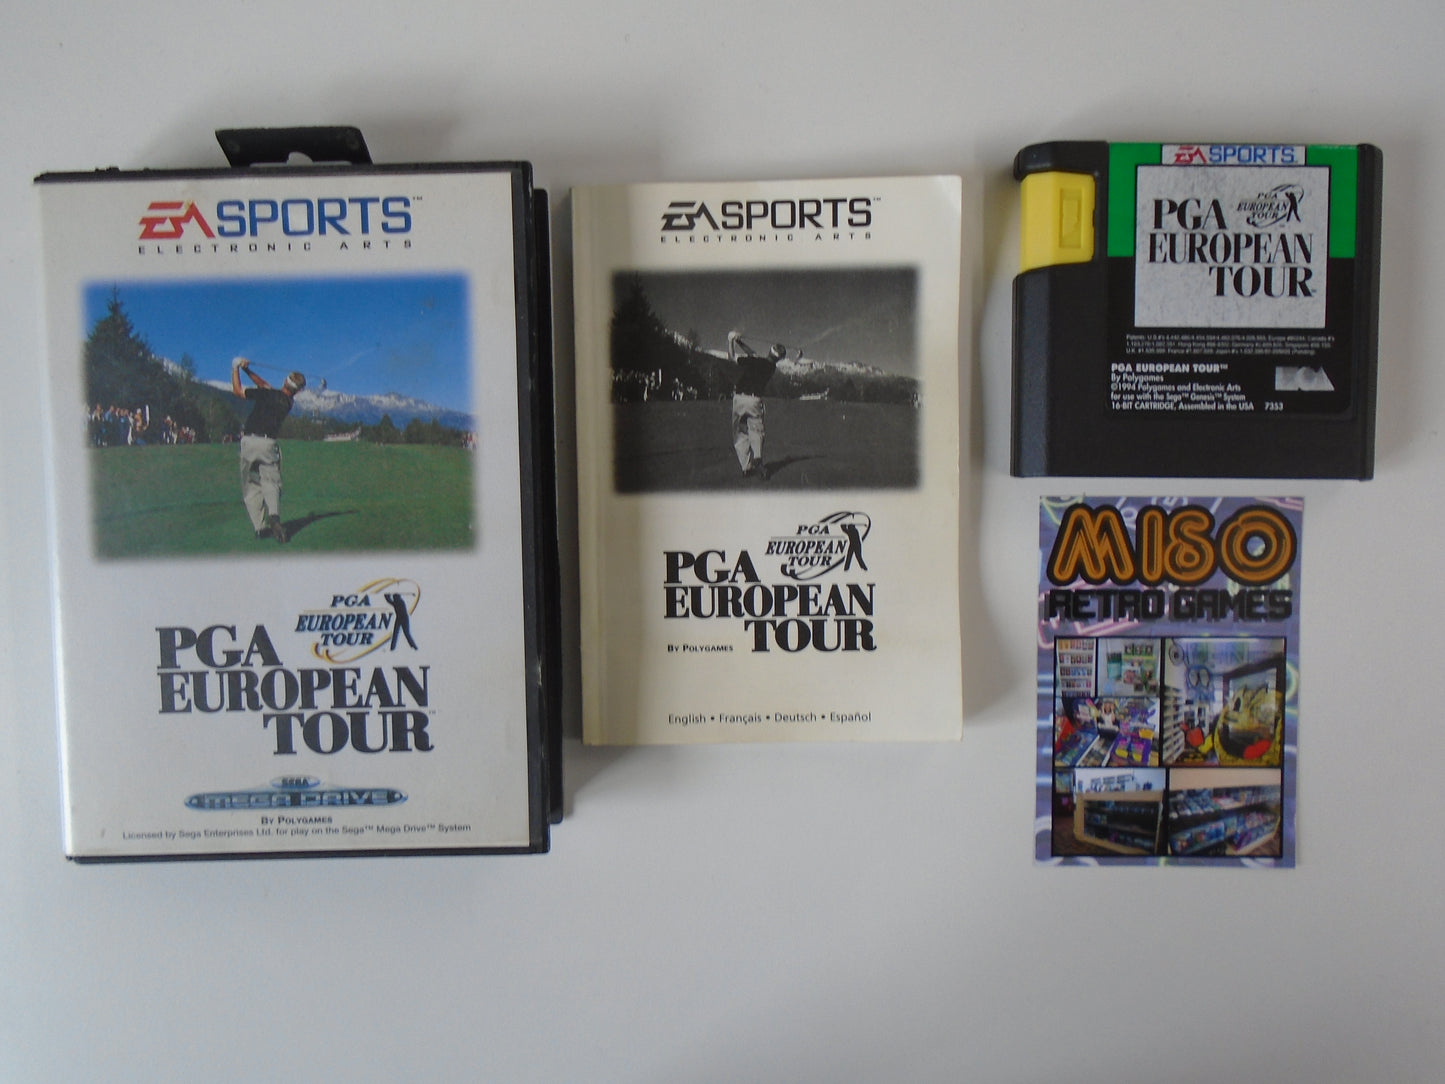 EA SPORTS™
ELECTRONIC ARTS
PGA
EUROPEAN
TOUR
PGA
EUROPEAN
TOUR™
SEGA
MEGA DRIVE
BY POLYGAMES
Licensed by Sega Enterprises Ltd. for play on the Sega™ Mega Drive™ System
EA SPORTS™
ELECTRONIC ARTS
PGA
EUROPEAN
TOUR
PGA
EUROPEAN
TOUR
BY POLYGAMES
English • Français • Deutsch • Español
EA SPORTS™
PGA
EUROPEAN
TOUR
PGA
EUROPEAN
TOUR
PGA EUROPEAN TOUR™
By Polygames
©1994 Polygames and Electronic Arts
for use with the Sega™ Genesis™ System
16-BIT CARTRIDGE, Assembled in the USA 7353
MISO
RETRO GAMES